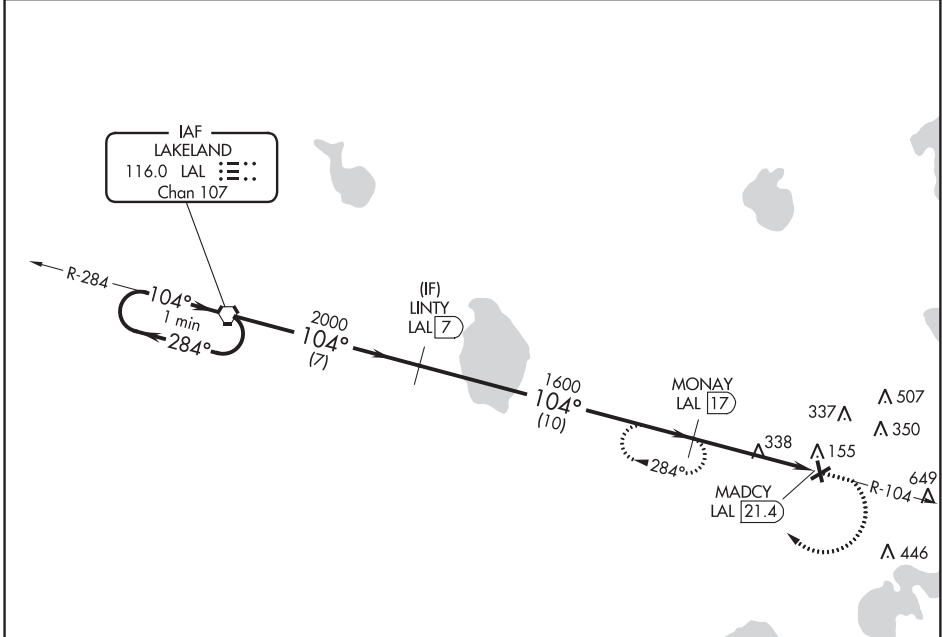 IAF
LAKELAND
116.0 LAL
Chan 107
R-284
104°
1 min
284°
2000
104°
(7)
(IF)
LINTY
LAL 7
1600
104°
(10)
MONAY
LAL 17
284°
338
337
507
350
155
MADCY
LAL 21.4
R-104
649
446